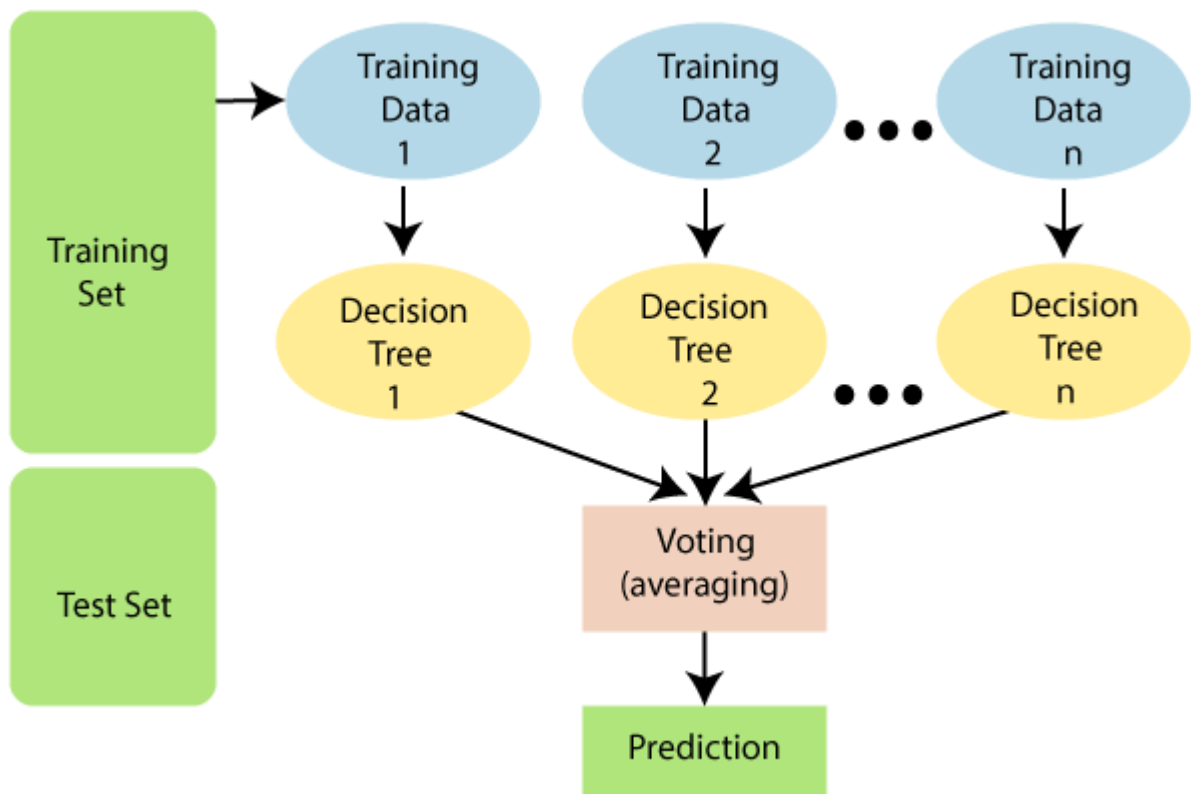 Training
Set
Test Set
Training
Data
1
Training
Data
2
Training
Data
n
Decision
Tree
1
Decision
Tree
2
Decision
Tree
n
Voting
(averaging)
Prediction